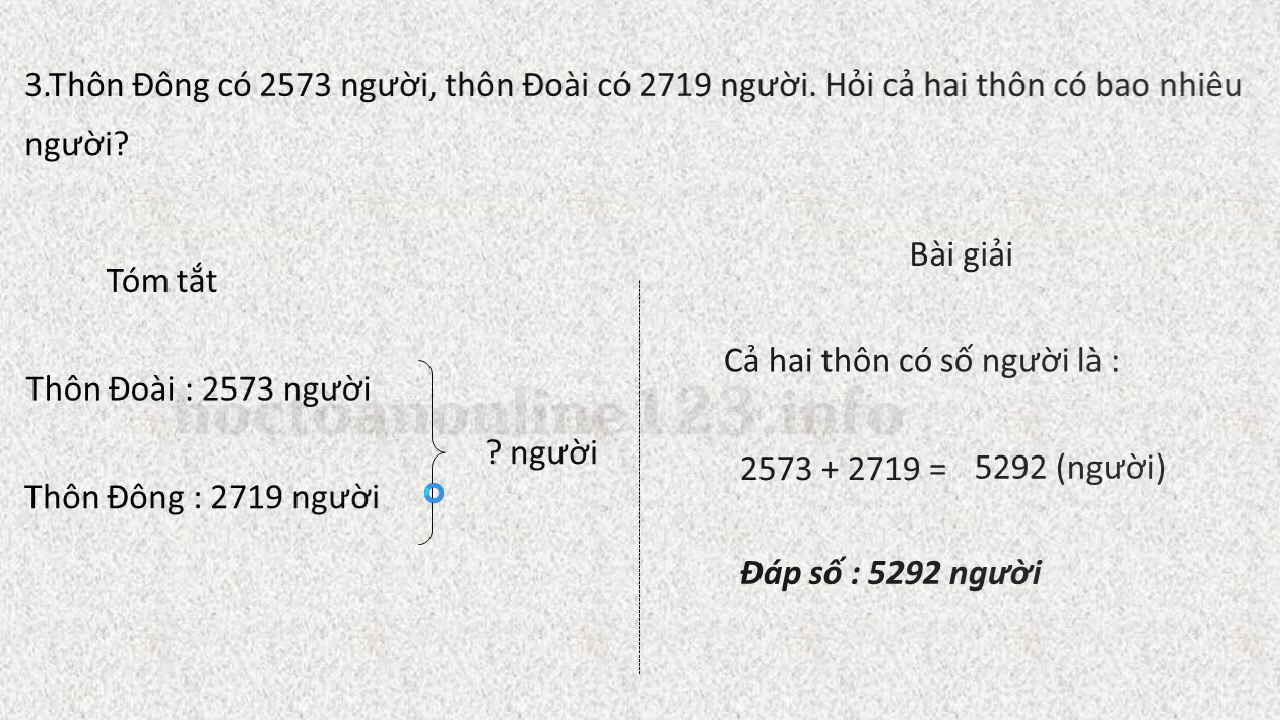 3.Thôn Đông có 2573 người, thôn Đoài có 2719 người. Hỏi cả hai thôn có bao nhiêu
người?
Tóm tắt
Thôn Đoài : 2573 người
Thôn Đông : 2719 người
? người
Bài giải
Cả hai thôn có số người là :
2573 + 2719 = 5292 (người)
Đáp số : 5292 người
hoctoanonline123.info